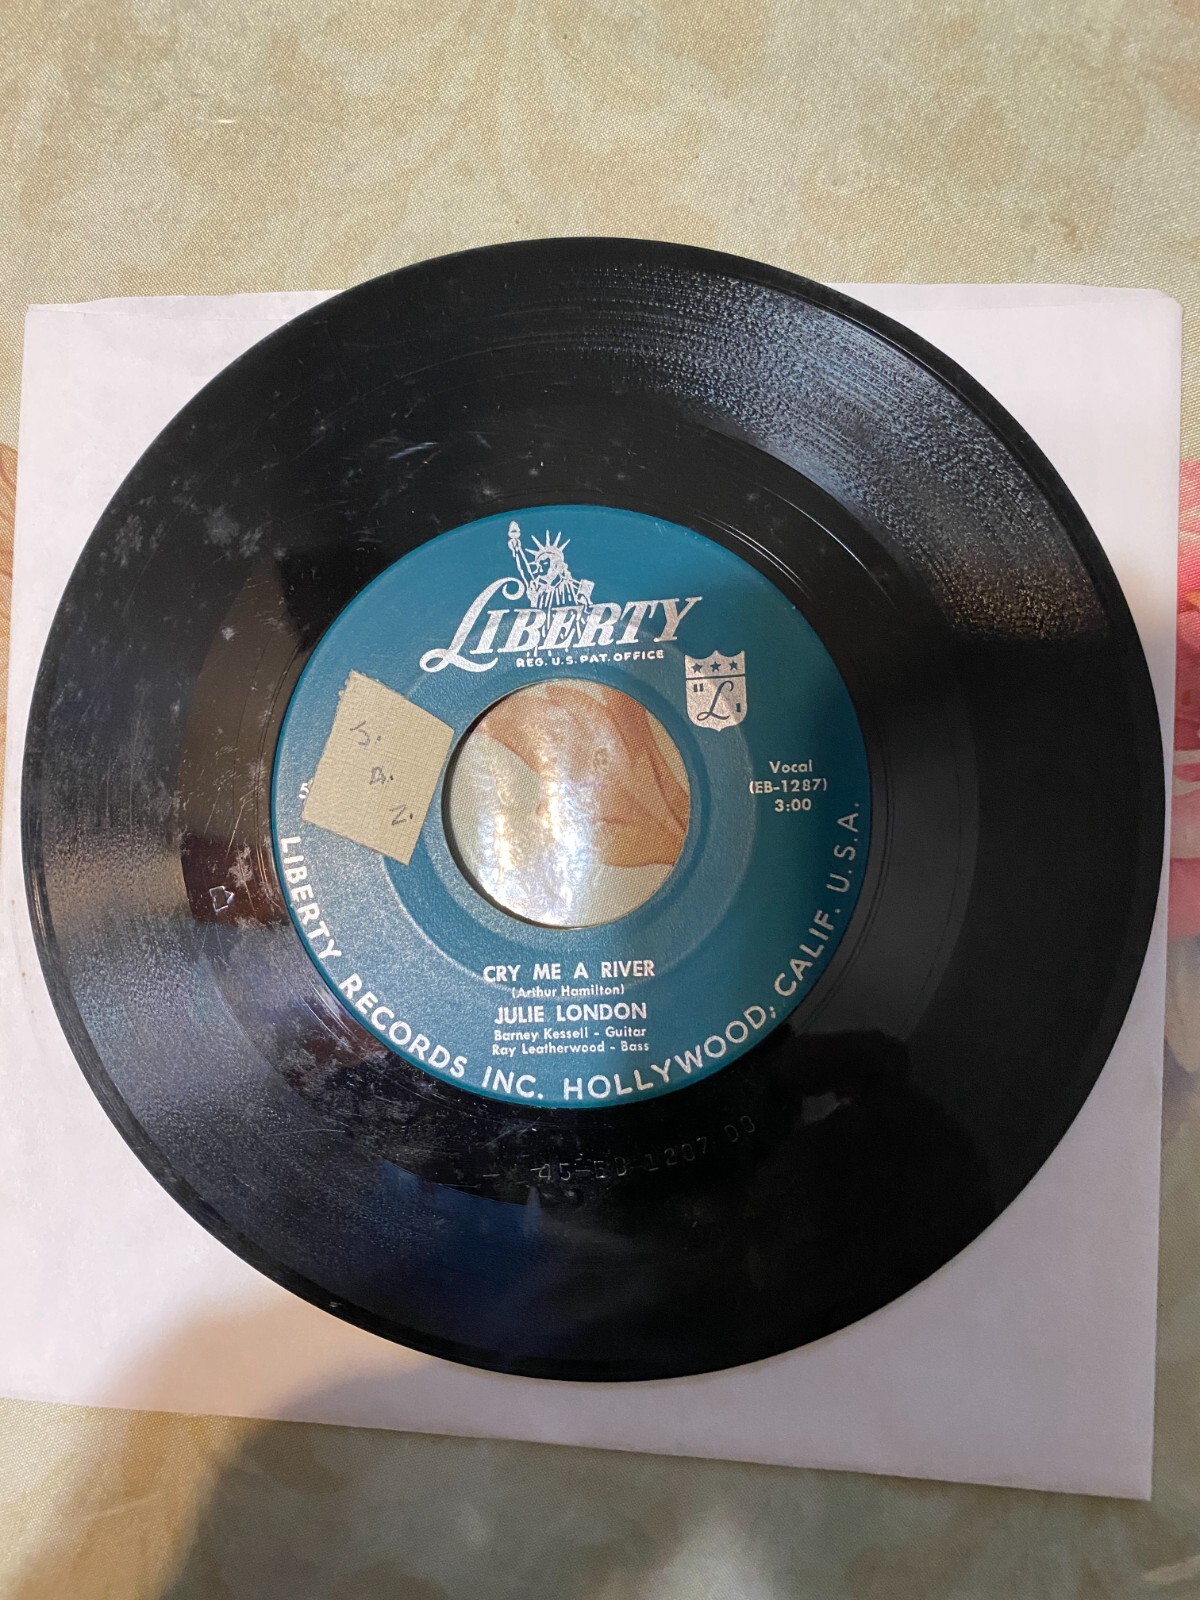 LIBERTY
REG. U.S. PAT. OFFICE
"L"
J.
Z.
5
Vocal
(EB-1287)
3:00
CRY ME A RIVER
(Arthur Hamilton)
JULIE LONDON
Barney Kessell - Guitar
Ray Leatherwood - Bass
LIBERTY RECORDS INC. HOLLYWOOD, CALIF. U.S.A.